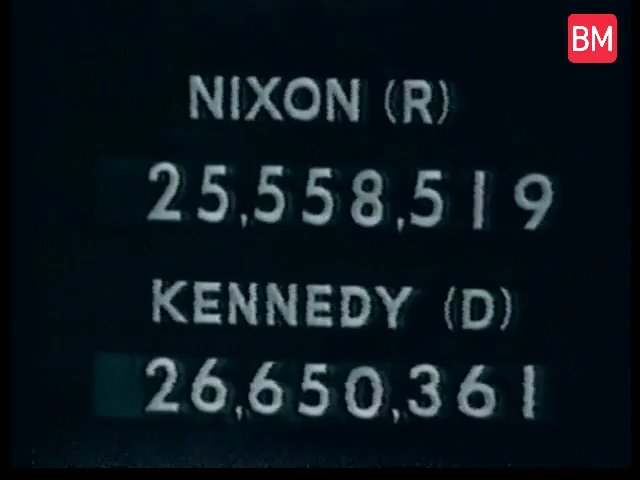 BM
NIXON (R)
25,558,519
KENNEDY (D)
26,650,361